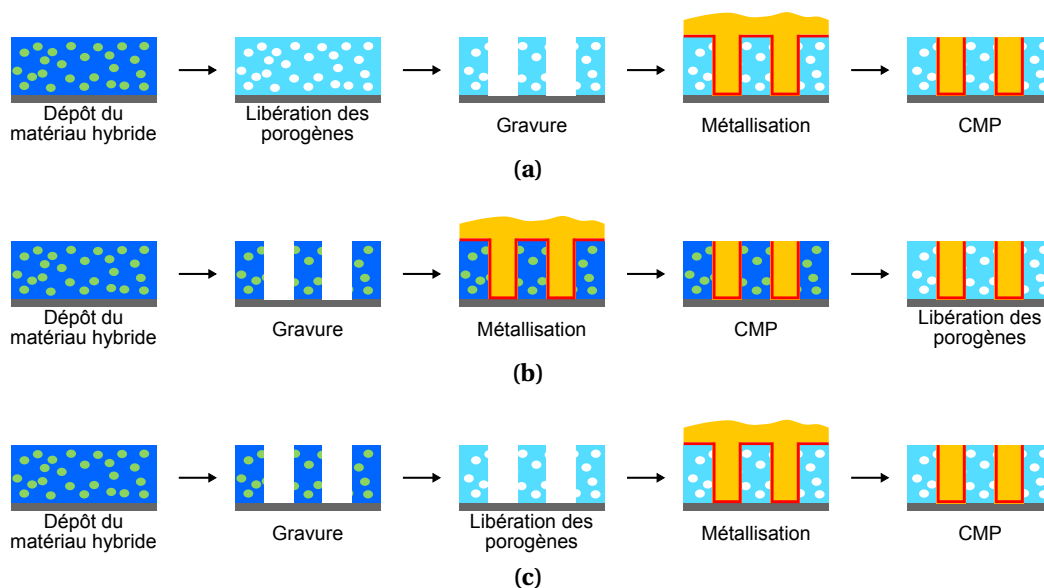 Dépôt du
matériau hybride
Libération des
porogènes
Gravure
Métallisation
CMP
(a)
Dépôt du
matériau hybride
Gravure
Métallisation
CMP
Libération des
porogènes
(b)
Dépôt du
matériau hybride
Gravure
Libération des
porogènes
Métallisation
CMP
(c)